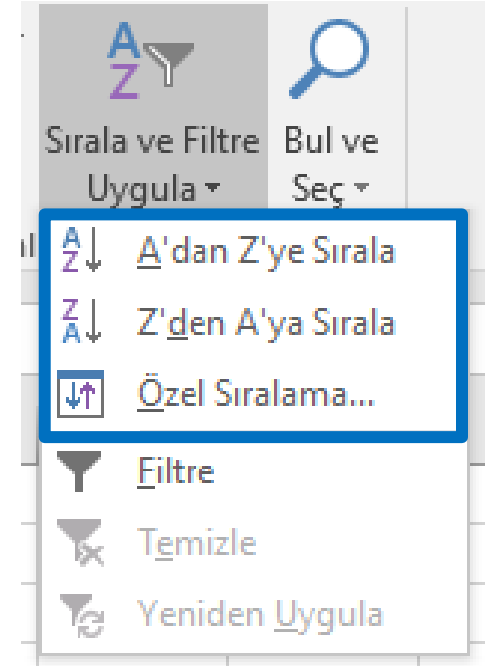 Sırala ve Filtre
Uygula
Bul ve
Seç
A'dan Z'ye Sırala
Z'den A'ya Sırala
Özel Sıralama...
Filtre
Temizle
Yeniden Uygula